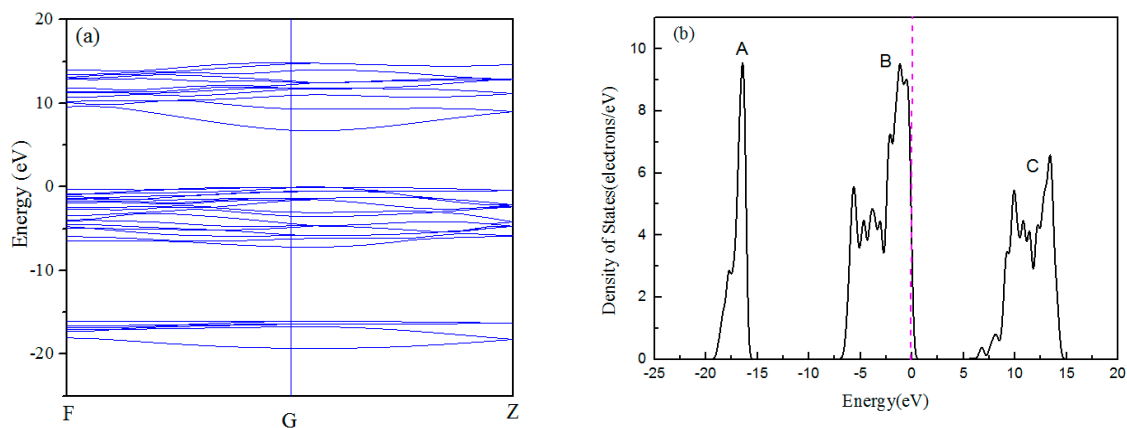 (a)
Energy (eV)
20
10
0
-10
-20
F
G
Z
(b)
A
B
C
Density of States(electrons/eV)
10
8
6
4
2
0
-25 -20 -15 -10 -5 0 5 10 15 20
Energy(eV)